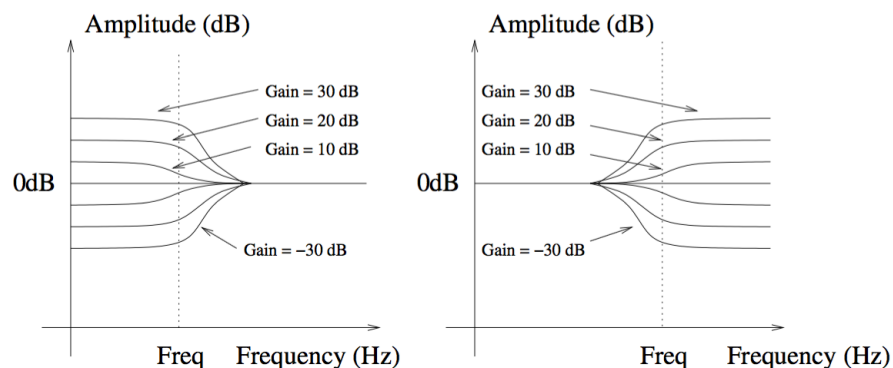 Amplitude (dB)
Gain = 30 dB
Gain = 20 dB
Gain = 10 dB
0dB
Gain = −30 dB
Freq
Frequency (Hz)
Amplitude (dB)
Gain = 30 dB
Gain = 20 dB
Gain = 10 dB
0dB
Gain = −30 dB
Freq
Frequency (Hz)